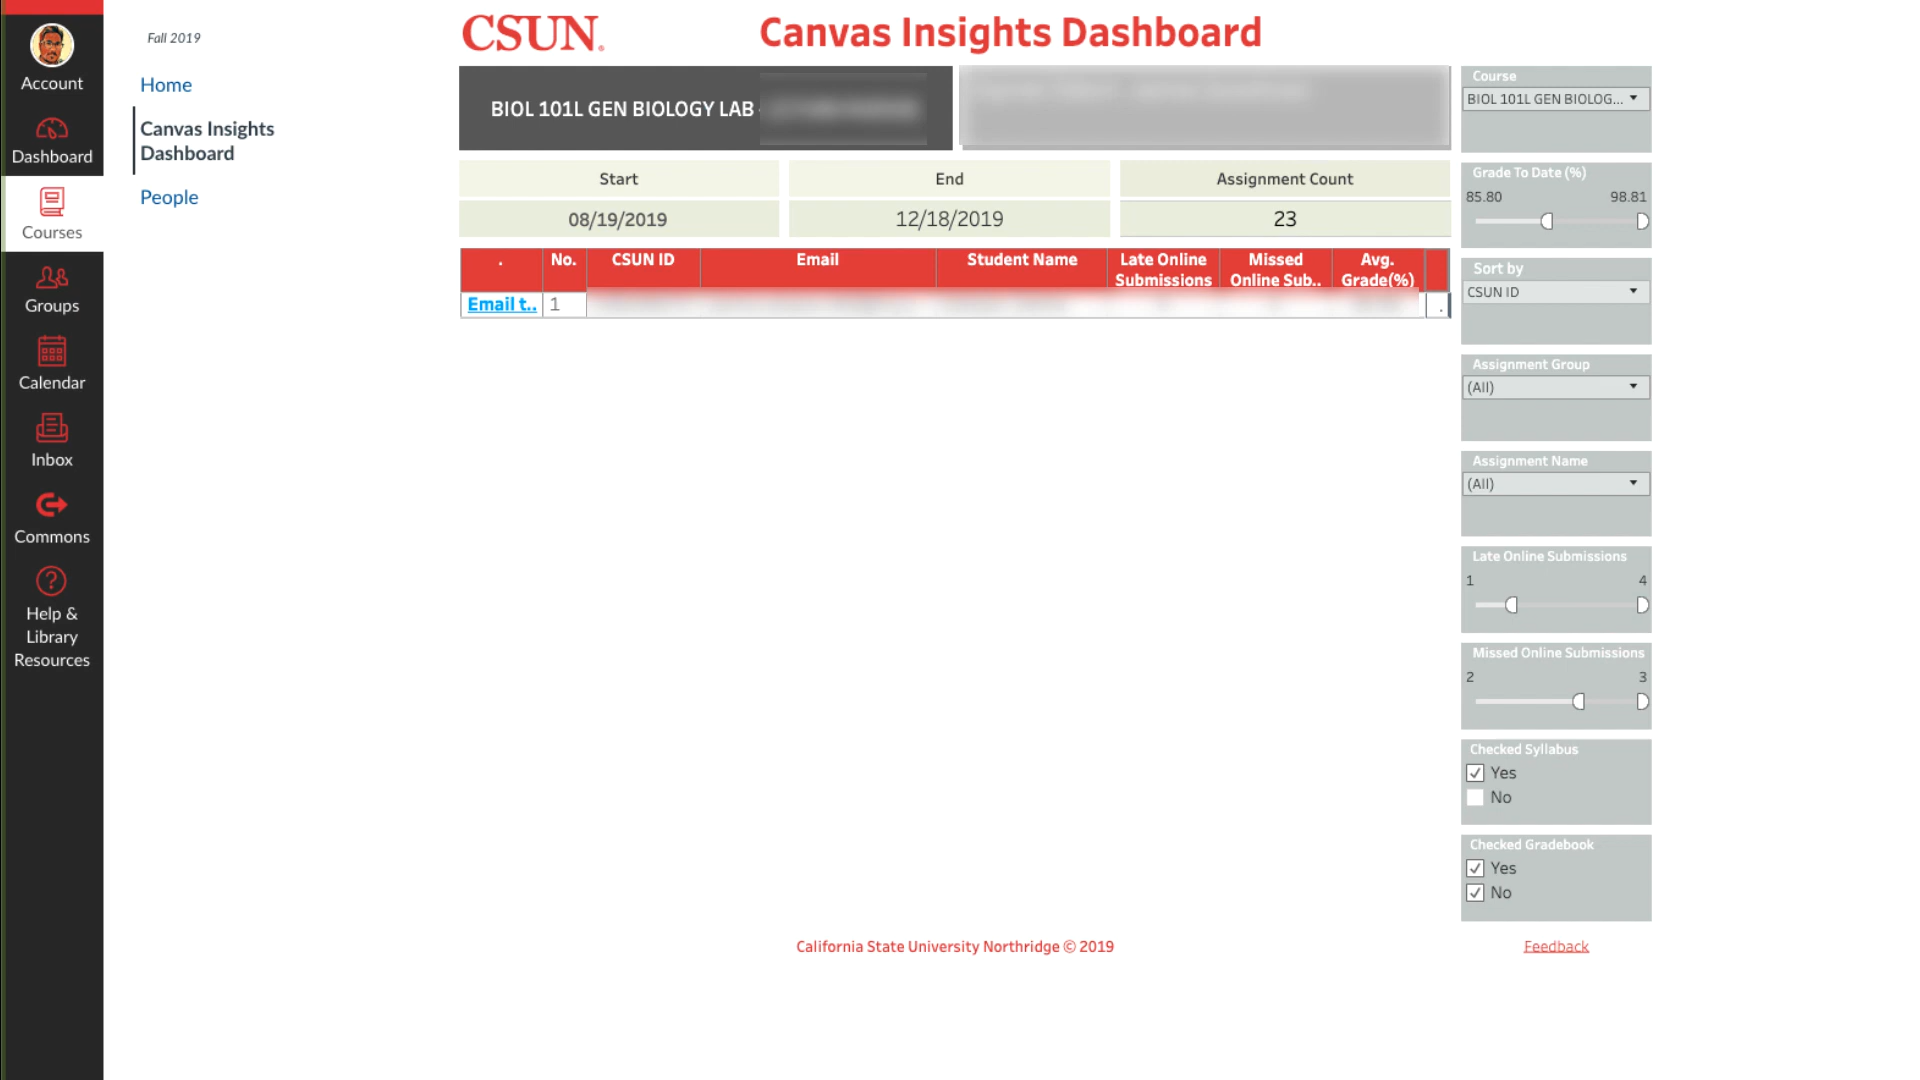 Account
Dashboard
Courses
Groups
Calendar
Inbox
Commons
Help &
Library
Resources
Fall 2019
Home
Canvas Insights
Dashboard
People
CSUN.
Canvas Insights Dashboard
BIOL 101L GEN BIOLOGY LAB
Start End Assignment Count
08/19/2019 12/18/2019 23
. No. CSUN ID Email Student Name Late Online Submissions Missed Online Sub.. Avg. Grade(%)
Email t.. 1 .
Course
BIOL 101L GEN BIOLOG...
Grade To Date (%)
85.80 98.81
Sort by
CSUN ID
Assignment Group
(All)
Assignment Name
(All)
Late Online Submissions
1 4
Missed Online Submissions
2 3
Checked Syllabus
Yes
No
Checked Gradebook
Yes
No
California State University Northridge © 2019
Feedback